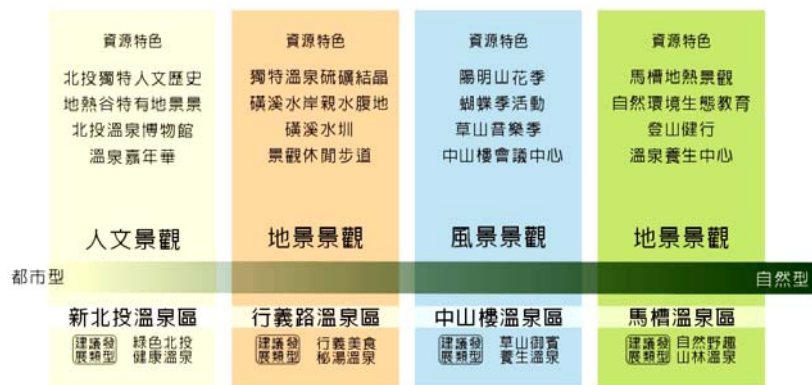 資源特色
北投獨特人文歷史
地熱谷特有地景景
北投溫泉博物館
溫泉嘉年華
人文景觀
資源特色
獨特溫泉硫礦結晶
磺溪水岸親水腹地
磺溪水圳
景觀休閒步道
地景景觀
資源特色
陽明山花季
蝴蝶季活動
草山音樂季
中山樓會議中心
風景景觀
資源特色
馬槽地熱景觀
自然環境生態教育
登山健行
溫泉養生中心
地景景觀
都市型
自然型
新北投溫泉區
建議發展類型
綠色北投
健康溫泉
行義路溫泉區
建議發展類型
行義美食
秘湯溫泉
中山樓溫泉區
建議發展類型
草山御賓
養生溫泉
馬槽溫泉區
建議發展類型
自然野趣
山林溫泉